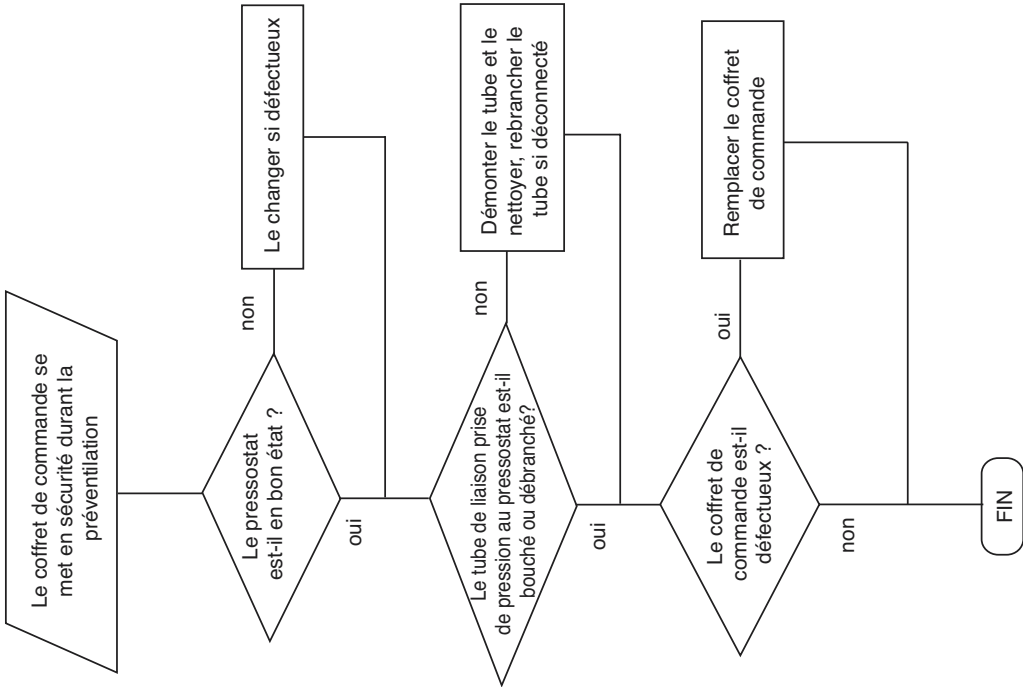 Le coffret de commande se
met en sécurité durant la
préventilation
Le pressostat
est-il en bon état ?
non
Le changer si défectueux
oui
Le tube de liaison prise
de pression au pressostat est-il
bouché ou débranché?
non
Démonter le tube et le
nettoyer, rebrancher le
tube si déconnecté
oui
Le coffret de
commande est-il
défectueux ?
oui
Remplacer le coffret
de commande
non
FIN